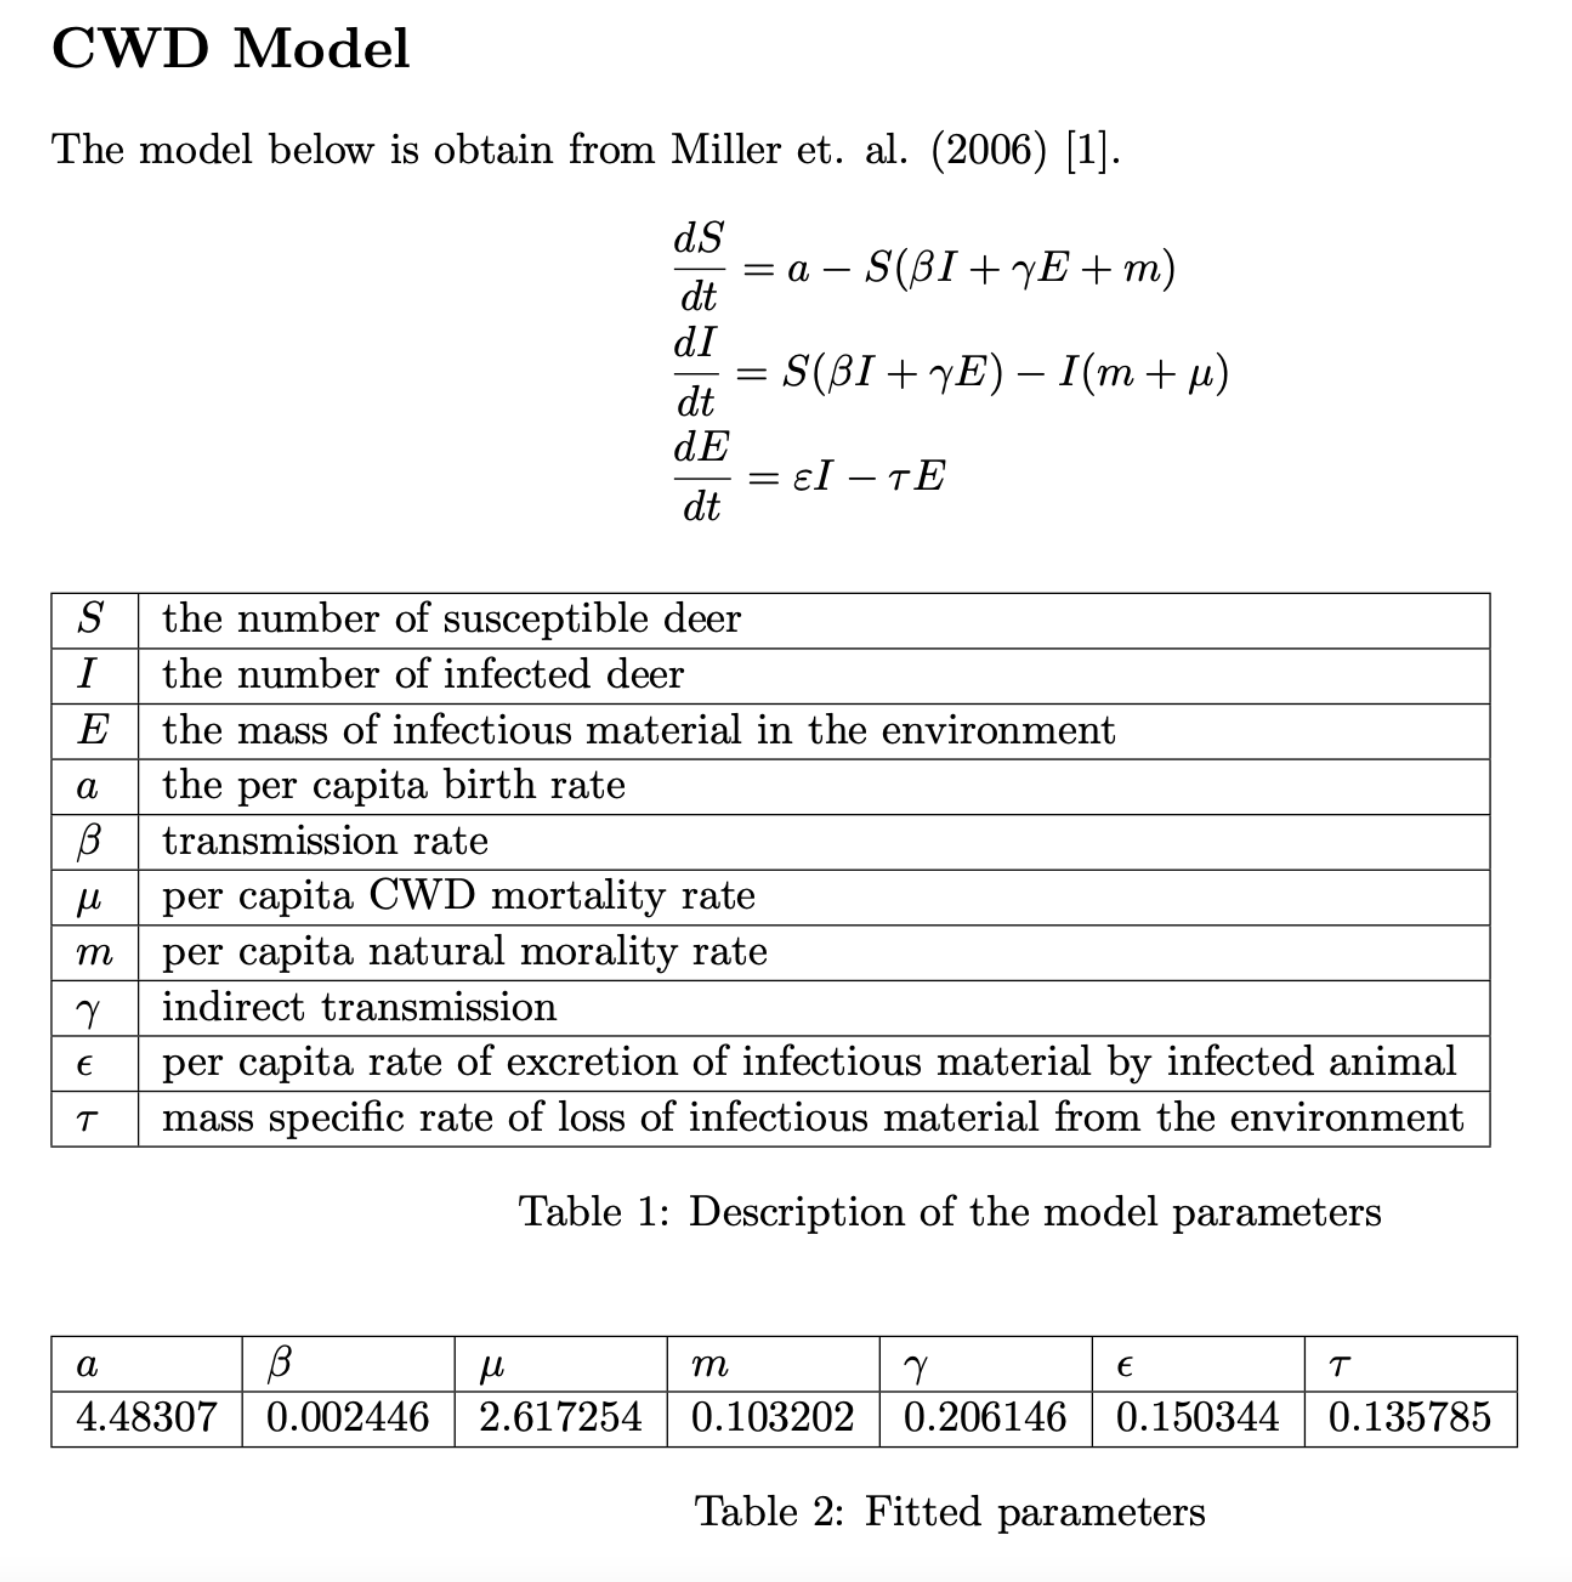 CWD Model
The model below is obtain from Miller et. al. (2006) [1].
dS/dt = a − S(βI + γE + m)
dI/dt = S(βI + γE) − I(m + μ)
dE/dt = εI − τE
S the number of susceptible deer
I the number of infected deer
E the mass of infectious material in the environment
a the per capita birth rate
β transmission rate
μ per capita CWD mortality rate
m per capita natural morality rate
γ indirect transmission
ϵ per capita rate of excretion of infectious material by infected animal
τ mass specific rate of loss of infectious material from the environment
Table 1: Description of the model parameters
a β μ m γ ϵ τ
4.48307 0.002446 2.617254 0.103202 0.206146 0.150344 0.135785
Table 2: Fitted parameters